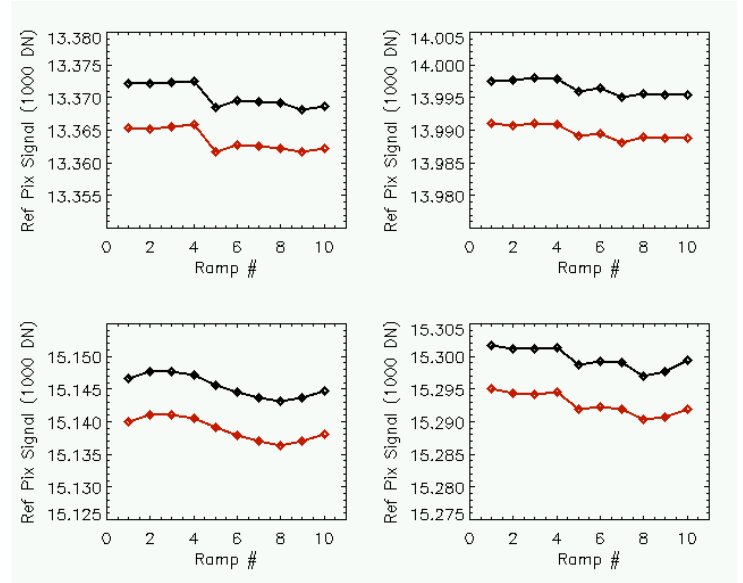 Ref Pix Signal (1000 DN)
13.380
13.375
13.370
13.365
13.360
13.355
0 2 4 6 8 10
Ramp #
Ref Pix Signal (1000 DN)
14.005
14.000
13.995
13.990
13.985
13.980
0 2 4 6 8 10
Ramp #
Ref Pix Signal (1000 DN)
15.150
15.145
15.140
15.135
15.130
15.125
0 2 4 6 8 10
Ramp #
Ref Pix Signal (1000 DN)
15.305
15.300
15.295
15.290
15.285
15.280
15.275
0 2 4 6 8 10
Ramp #